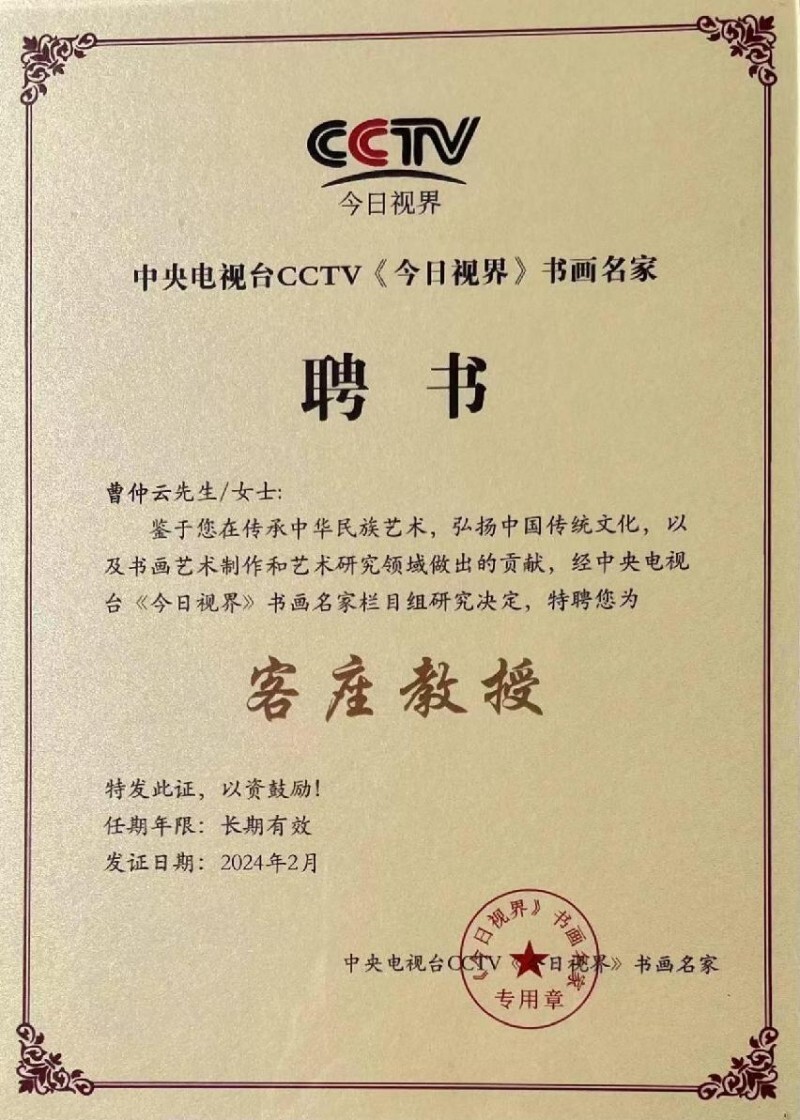 CCTV
今日视界
中央电视台CCTV《今日视界》书画名家
聘 书
曹仲云先生/女士:
鉴于您在传承中华民族艺术，弘扬中国传统文化，以
及书画艺术制作和艺术研究领域做出的贡献，经中央电视
台《今日视界》书画名家栏目组研究决定，特聘您为
客座教授
特发此证，以资鼓励！
任期年限：长期有效
发证日期：2024年2月
中央电视台CCTV《今日视界》书画名家
《今日视界》书画名家
专用章